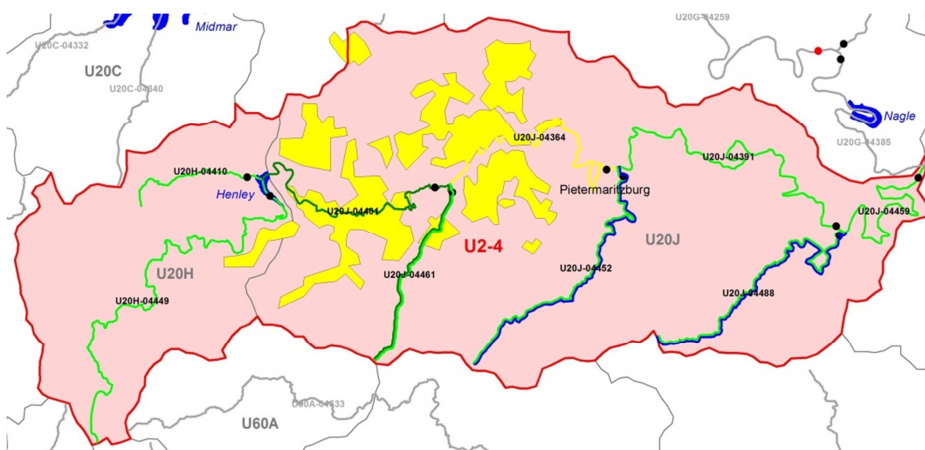 Midmar
U20G-04259
U20C-04332
U20C
U20C-04340
Nagle
U20J-04364
U20G-04385
U20J-04391
U20H-04410
Pietermaritzburg
Henley
U20J-04401
U20J-04459
U2-4
U20J
U20H
U20J-04461
U20J-04452
U20J-04488
U20H-04449
U60A-04533
U60A